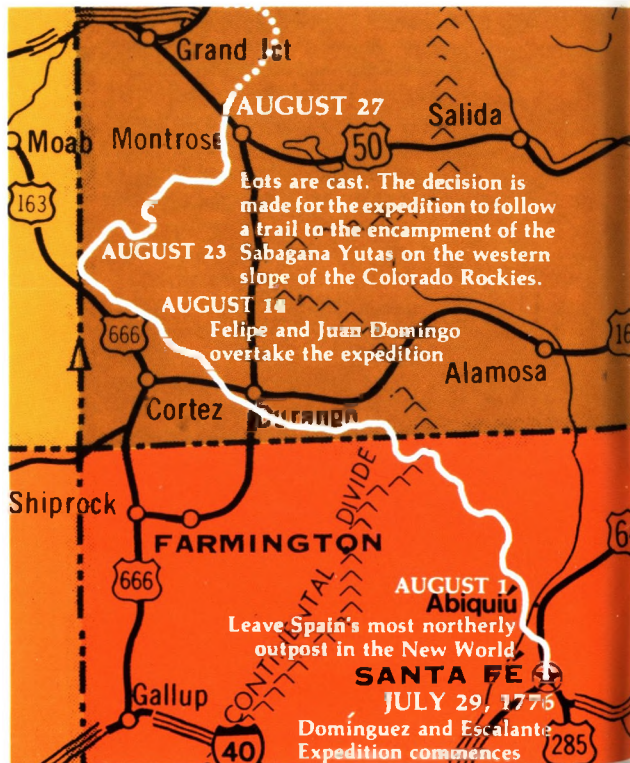 Grand Jct
AUGUST 27
Salida
Moab
Montrose
50
163
Lots are cast. The decision is
made for the expedition to follow
a trail to the encampment of the
AUGUST 23 Sabagana Yutas on the western
slope of the Colorado Rockies.
AUGUST 14
666
Felipe and Juan Domingo
overtake the expedition
Alamosa
Cortez
Durango
Shiprock
CONTINENTAL DIVIDE
FARMINGTON
666
AUGUST 1
Abiquiú
Leave Spain's most northerly
outpost in the New World
SANTA FE
Gallup
JULY 29, 1776
Domínguez and Escalante
Expedition commences
40
285